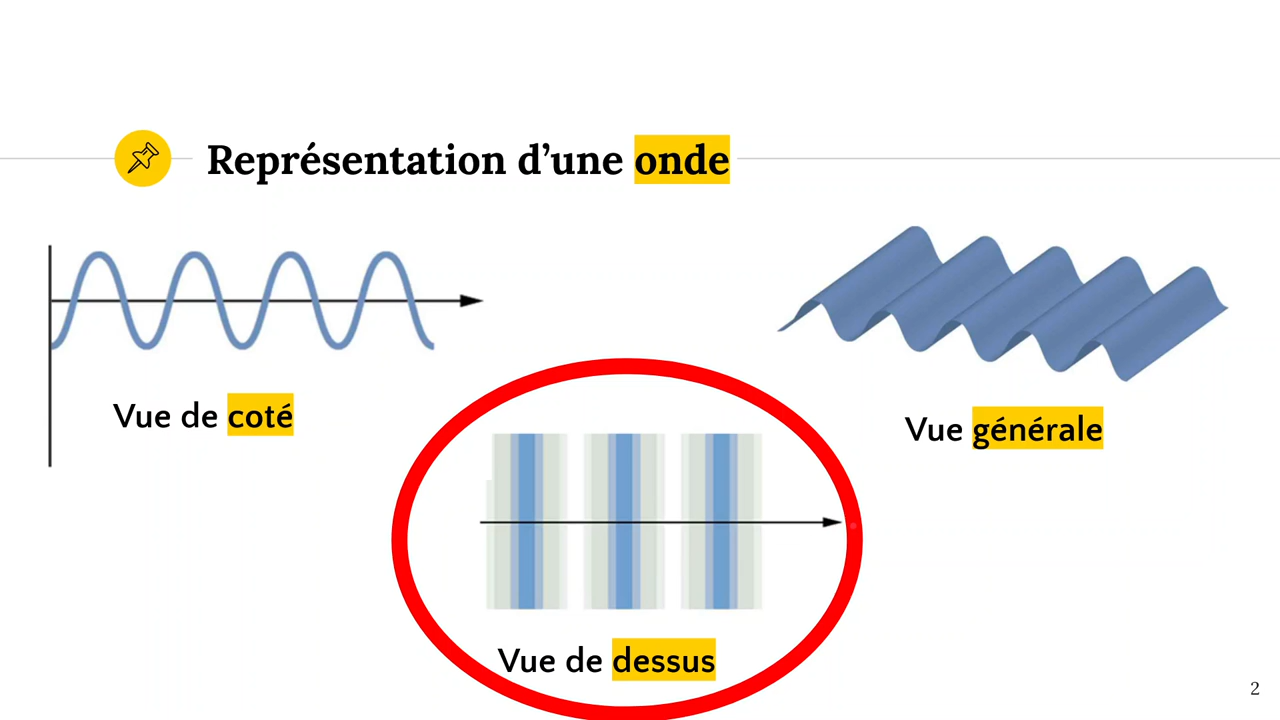 Représentation d’une onde
Vue de coté
Vue générale
Vue de dessus
2